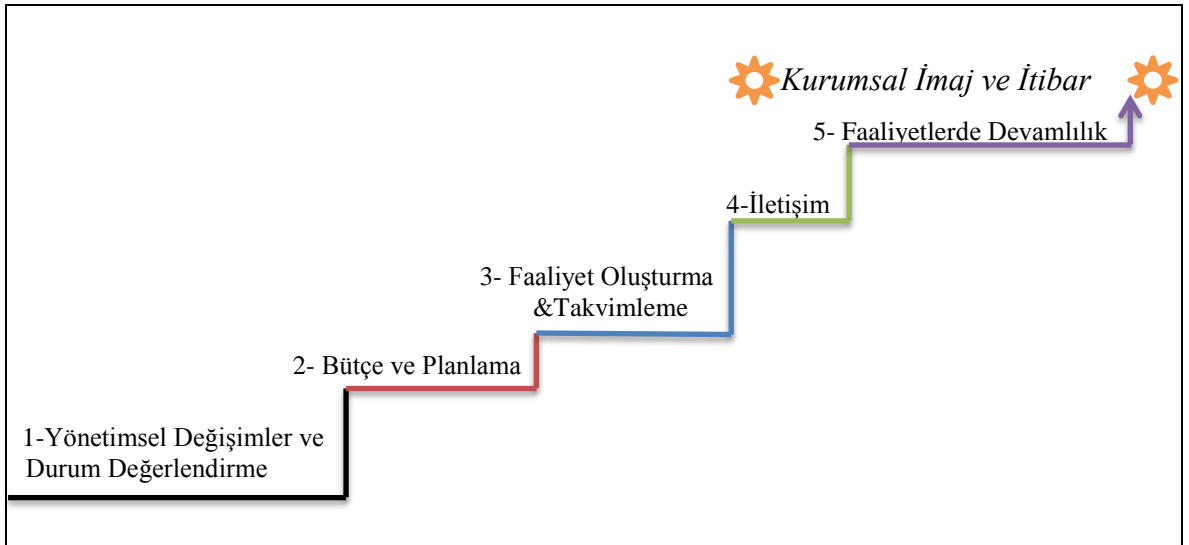 Kurumsal İmaj ve İtibar
5- Faaliyetlerde Devamlılık
4-İletişim
3- Faaliyet Oluşturma
&Takvimleme
2- Bütçe ve Planlama
1-Yönetimsel Değişimler ve
Durum Değerlendirme